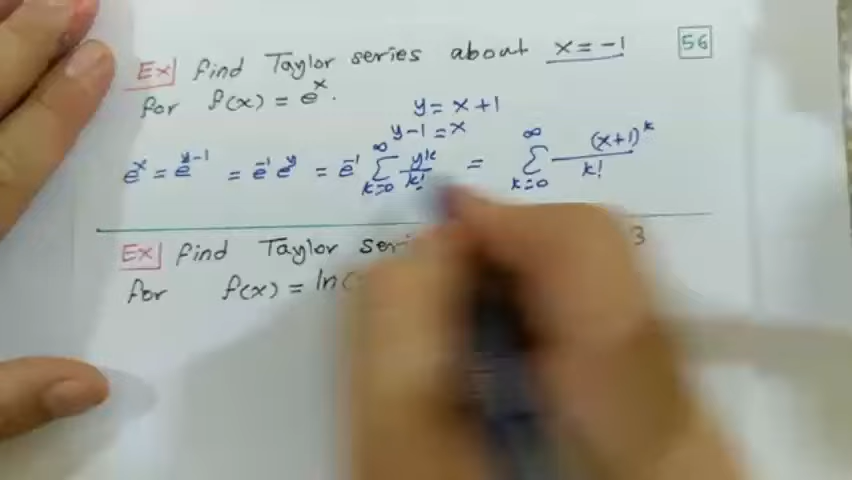 Ex find Taylor series about x = -1 56
for f(x) = e^x.
y = x + 1
y - 1 = x
e^x = e^{y-1} = e^{-1} e^y = e^{-1} ∑_{k=0}^{∞} y^k/k! = ∑_{k=0}^{∞} (x+1)^k / k!
Ex find Taylor 3
for f(x) = ln(